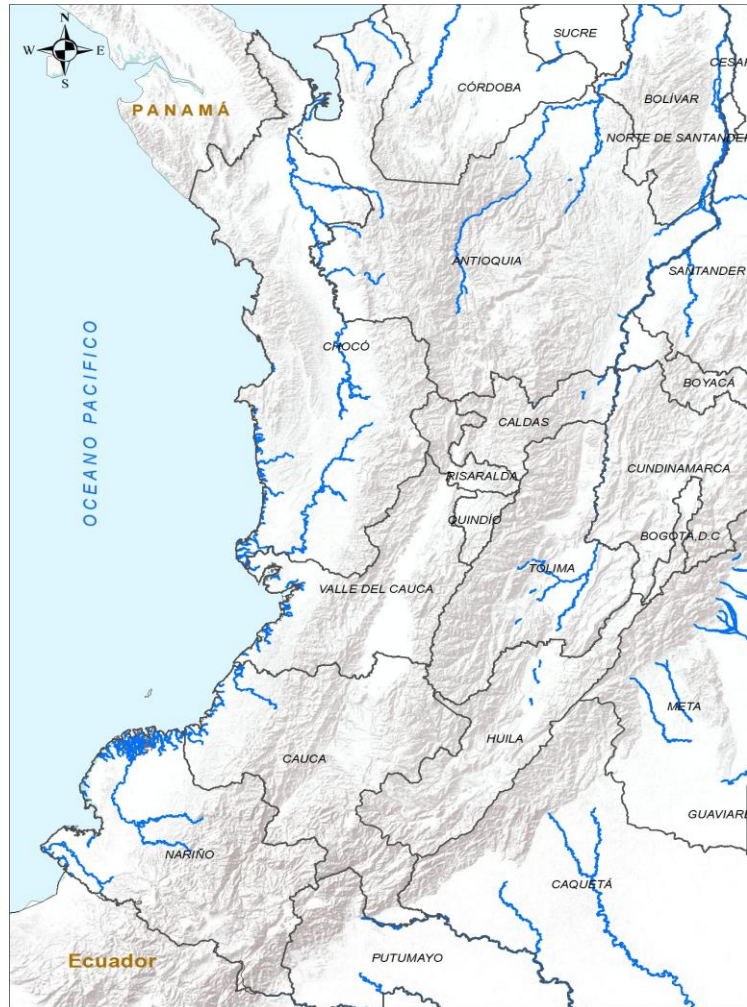 N
W E
S
PANAMÁ
SUCRE
CÓRDOBA
CESAR
BOLÍVAR
NORTE DE SANTANDER
ANTIOQUIA
SANTANDER
OCEANO PACIFICO
CHOCÓ
BOYACÁ
CALDAS
CUNDINAMARCA
RISARALDA
QUINDÍO
BOGOTÁ,D.C
TOLIMA
VALLE DEL CAUCA
META
HUILA
CAUCA
GUAVIARE
NARIÑO
CAQUETÁ
Ecuador
PUTUMAYO